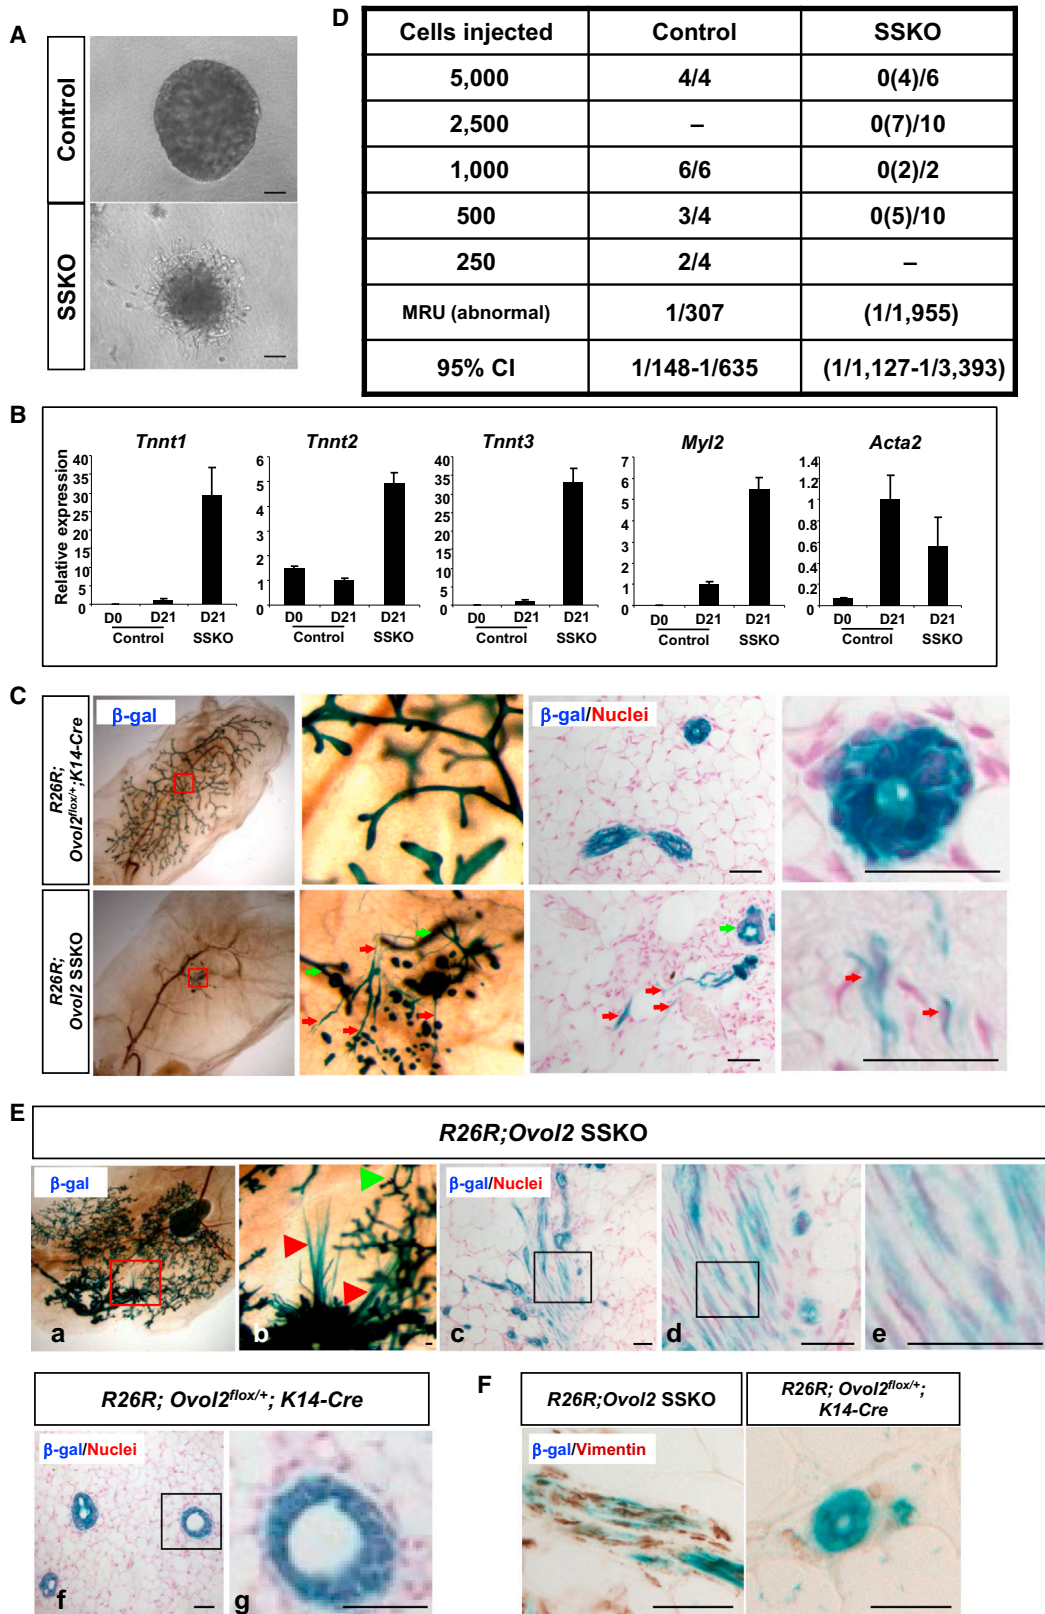 A
Control
SSKO
D
Cells injected Control SSKO
5,000 4/4 0(4)/6
2,500 – 0(7)/10
1,000 6/6 0(2)/2
500 3/4 0(5)/10
250 2/4 –
MRU (abnormal) 1/307 (1/1,955)
95% CI 1/148-1/635 (1/1,127-1/3,393)
B
Relative expression
Tnnt1
40
35
30
25
20
15
10
5
0
D0 D21 D21
Control SSKO
Tnnt2
6
5
4
3
2
1
0
D0 D21 D21
Control SSKO
Tnnt3
40
35
30
25
20
15
10
5
0
D0 D21 D21
Control SSKO
Myl2
7
6
5
4
3
2
1
0
D0 D21 D21
Control SSKO
Acta2
1.4
1.2
1
0.8
0.6
0.4
0.2
0
D0 D21 D21
Control SSKO
C
R26R;
Ovol2flox/+;K14-Cre
β-gal
β-gal/Nuclei
R26R;
Ovol2 SSKO
E
R26R;Ovol2 SSKO
β-gal
a
b
β-gal/Nuclei
c
d
e
R26R; Ovol2flox/+; K14-Cre
β-gal/Nuclei
f
g
F
R26R;Ovol2 SSKO
R26R; Ovol2flox/+;
K14-Cre
β-gal/Vimentin